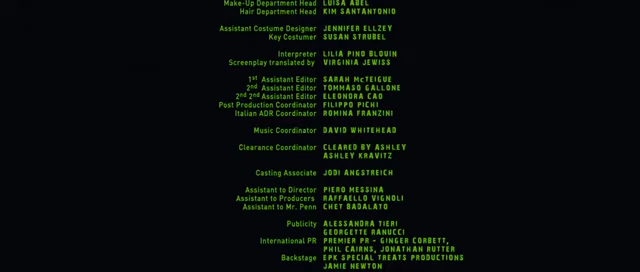 Make-Up Department Head LUISA ABEL
Hair Department Head KIM SANTANTONIO
Assistant Costume Designer JENNIFER ELLZEY
Key Costumer SUSAN STRUBEL
Interpreter LILIA PINO BLOUIN
Screenplay translated by VIRGINIA JEWISS
1st Assistant Editor SARAH McTEIGUE
2nd Assistant Editor TOMMASO GALLONE
2nd 2nd Assistant Editor ELEONORA CAO
Post Production Coordinator FILIPPO PICHI
Italian ADR Coordinator ROMINA FRANZINI
Music Coordinator DAVID WHITEHEAD
Clearance Coordinator CLEARED BY ASHLEY
ASHLEY KRAVITZ
Casting Associate JODI ANGSTREICH
Assistant to Director PIERO MESSINA
Assistant to Producers RAFFAELLO VIGNOLI
Assistant to Mr. Penn CHET BADALATO
Publicity ALESSANDRA TIERI
GEORGETTE RANUCCI
International PR PREMIER PR - GINGER CORBETT,
PHIL CAIRNS, JONATHAN RUTTER
Backstage EPK SPECIAL TREATS PRODUCTIONS
JAMIE NEWTON